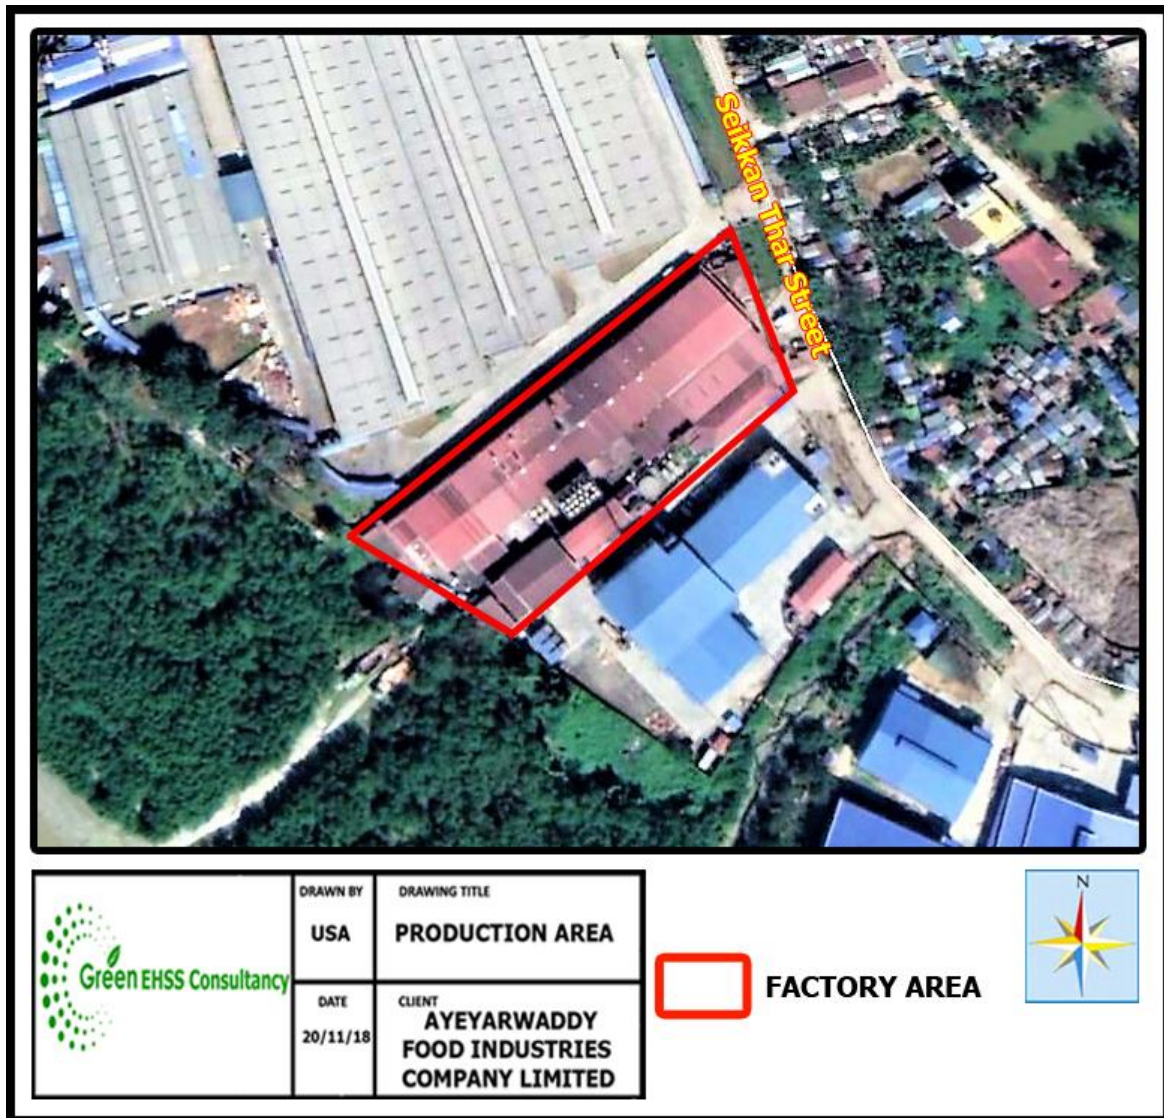 Seikkan Thar Street
Green EHSS Consultancy
DRAWN BY
USA
DRAWING TITLE
PRODUCTION AREA
DATE
20/11/18
CLIENT
AYEYARWADDY
FOOD INDUSTRIES
COMPANY LIMITED
FACTORY AREA
N